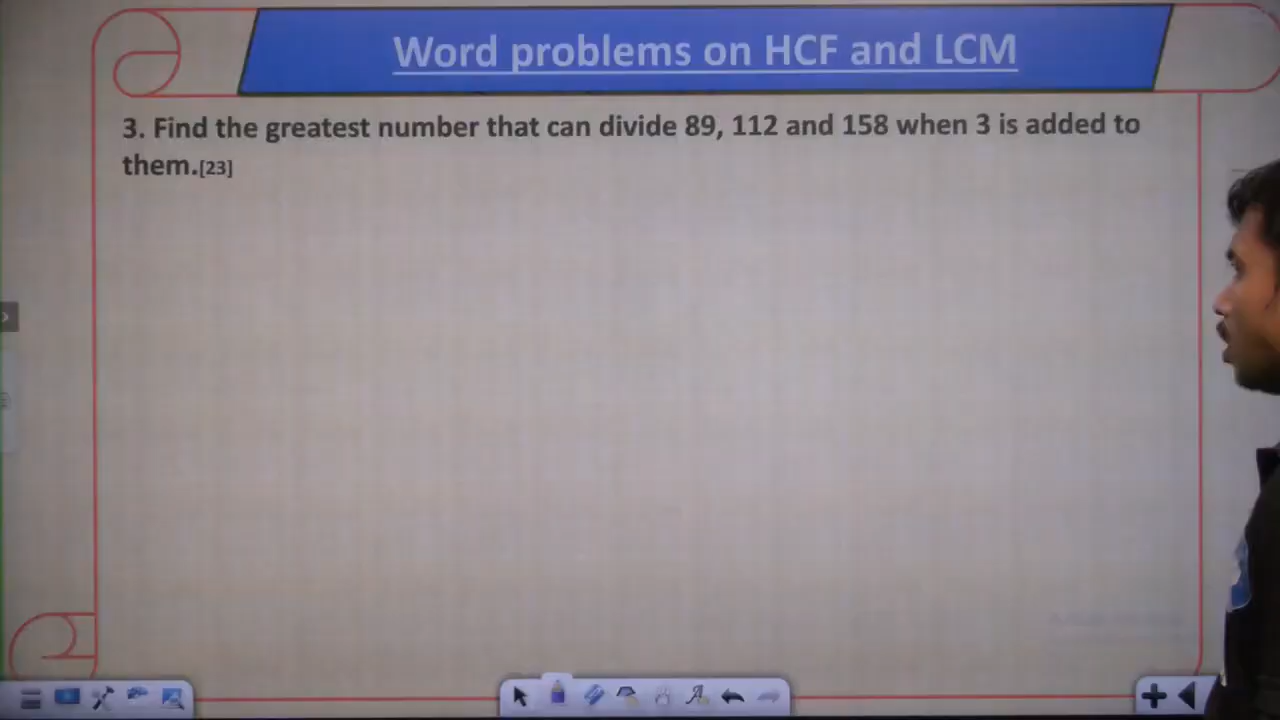 Word problems on HCF and LCM
3. Find the greatest number that can divide 89, 112 and 158 when 3 is added to
them.[23]